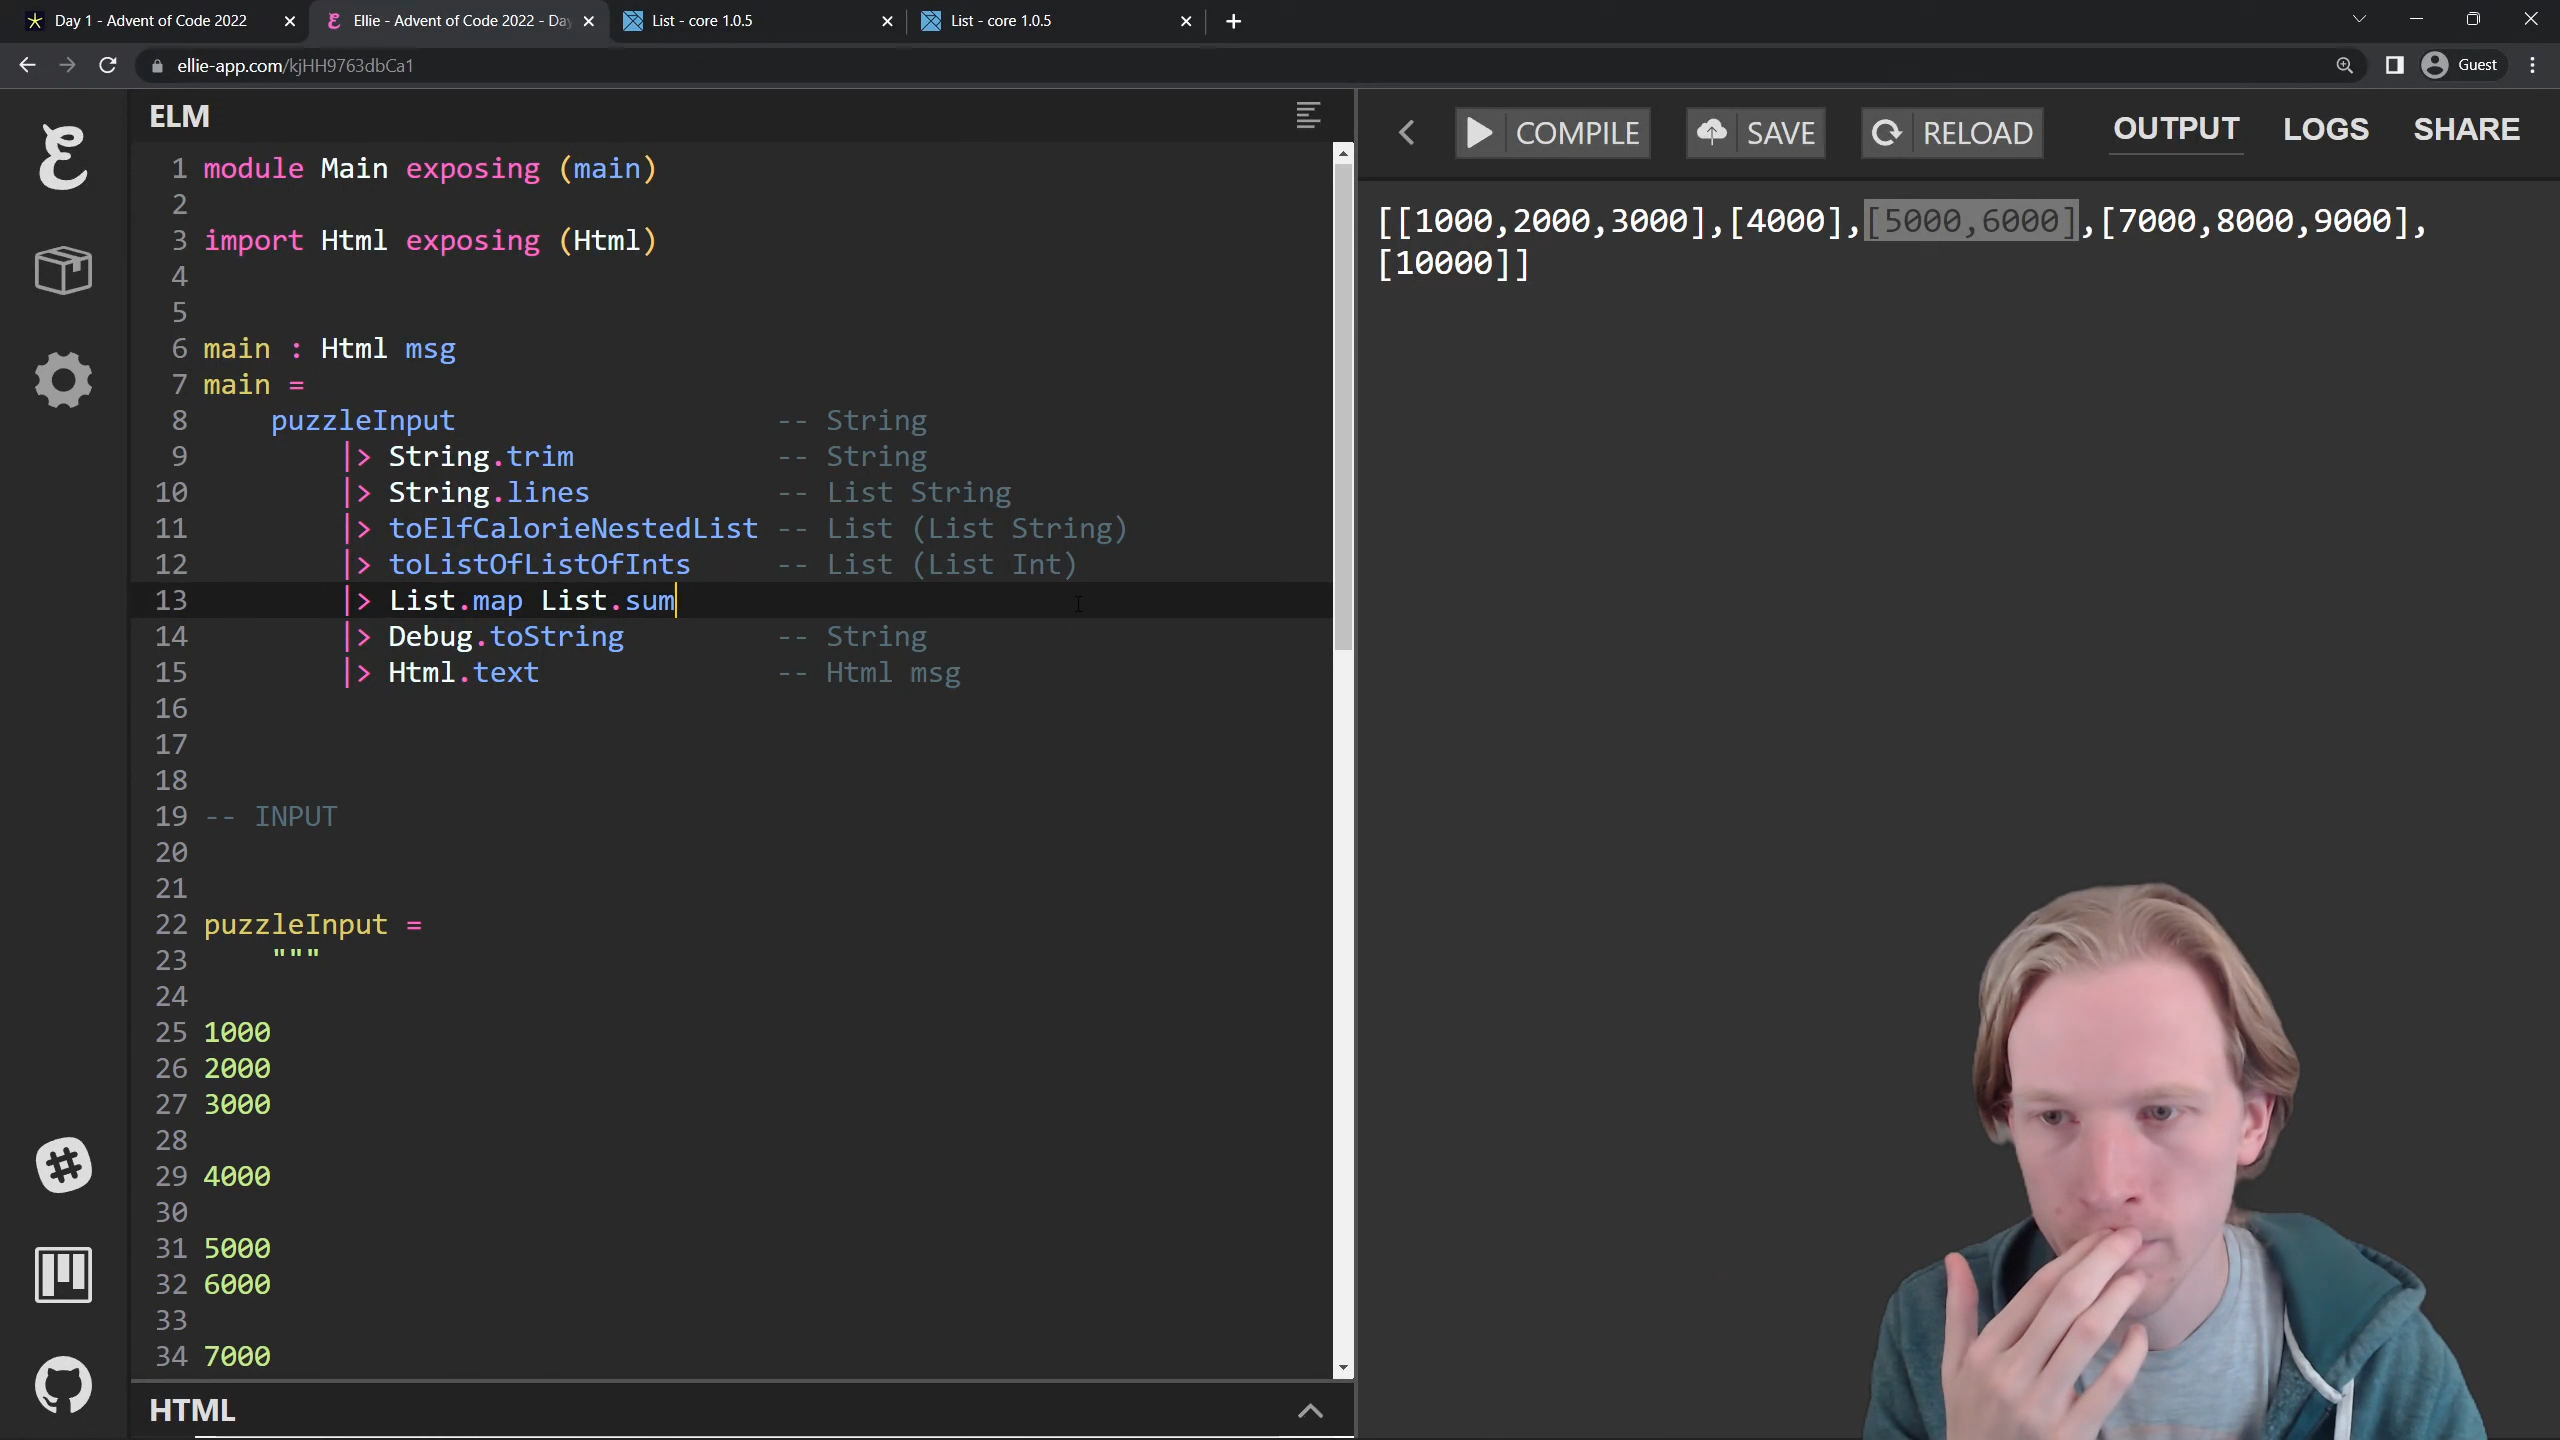 Day 1 - Advent of Code 2022
Ellie - Advent of Code 2022 - Da
List - core 1.0.5
List - core 1.0.5
ellie-app.com/kjHH9763dbCa1
Guest
ELM
COMPILE
SAVE
RELOAD
OUTPUT
LOGS
SHARE
1 module Main exposing (main)
2
3 import Html exposing (Html)
4
5
6 main : Html msg
7 main =
8 puzzleInput -- String
9 |> String.trim -- String
10 |> String.lines -- List String
11 |> toElfCalorieNestedList -- List (List String)
12 |> toListOfListOfInts -- List (List Int)
13 |> List.map List.sum
14 |> Debug.toString -- String
15 |> Html.text -- Html msg
16
17
18
19 -- INPUT
20
21
22 puzzleInput =
23 """
24
25 1000
26 2000
27 3000
28
29 4000
30
31 5000
32 6000
33
34 7000
HTML
[[1000,2000,3000],[4000],[5000,6000],[7000,8000,9000],
[10000]]